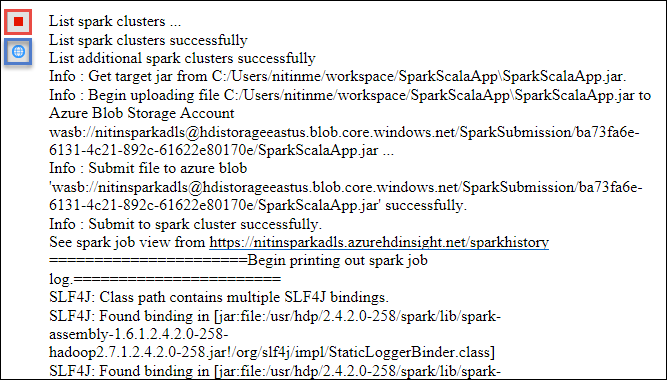 List spark clusters ...
List spark clusters successfully
List additional spark clusters successfully
Info : Get target jar from C:/Users/nitinme/workspace/SparkScalaApp\SparkScalaApp.jar.
Info : Begin uploading file C:/Users/nitinme/workspace/SparkScalaApp\SparkScalaApp.jar to
Azure Blob Storage Account
wasb://nitinsparkadls@hdistorageeastus.blob.core.windows.net/SparkSubmission/ba73fa6e-
6131-4c21-892c-61622e80170e/SparkScalaApp.jar ...
Info : Submit file to azure blob
'wasb://nitinsparkadls@hdistorageeastus.blob.core.windows.net/SparkSubmission/ba73fa6e-
6131-4c21-892c-61622e80170e/SparkScalaApp.jar' successfully.
Info : Submit to spark cluster successfully.
See spark job view from https://nitinsparkadls.azurehdinsight.net/sparkhistory
======================Begin printing out spark job
log.=======================
SLF4J: Class path contains multiple SLF4J bindings.
SLF4J: Found binding in [jar:file:/usr/hdp/2.4.2.0-258/spark/lib/spark-
assembly-1.6.1.2.4.2.0-258-
hadoop2.7.1.2.4.2.0-258.jar!/org/slf4j/impl/StaticLoggerBinder.class]
SLF4J: Found binding in [jar:file:/usr/hdp/2.4.2.0-258/spark/lib/spark-